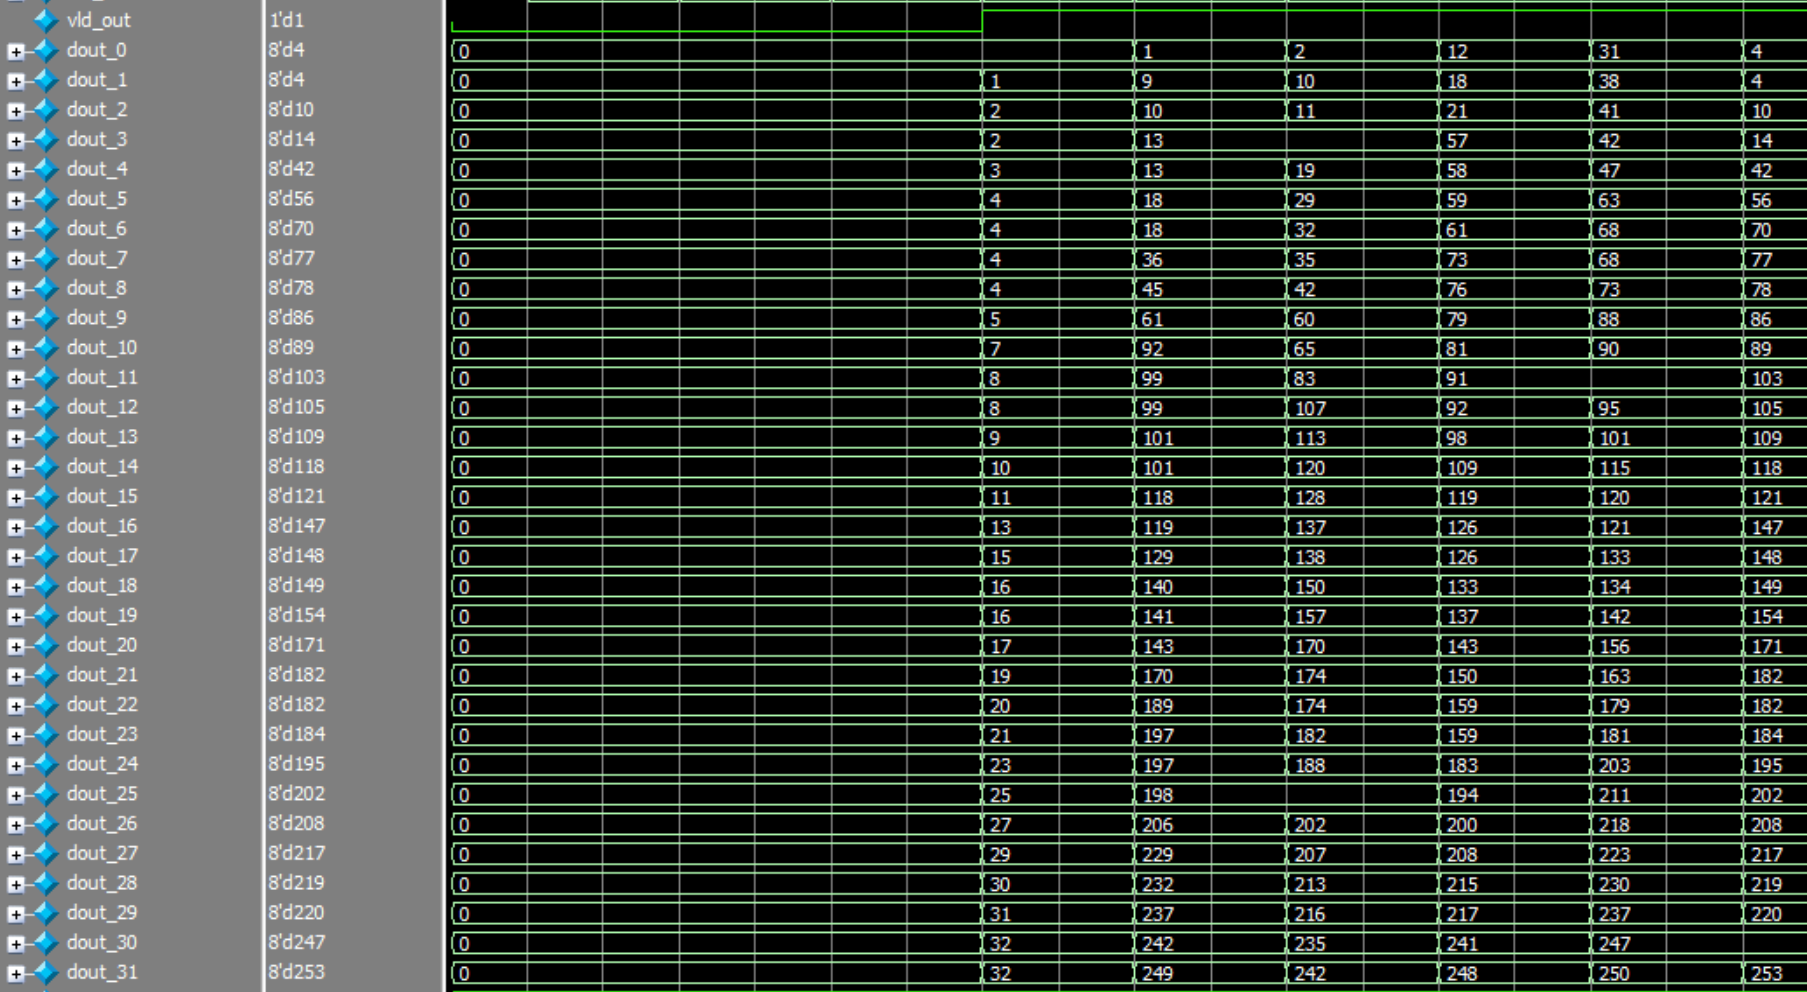 vld_out 1'd1
dout_0 8'd4 0 1 2 12 31 4
dout_1 8'd4 0 1 9 10 18 38 4
dout_2 8'd10 0 2 10 11 21 41 10
dout_3 8'd14 0 2 13 57 42 14
dout_4 8'd42 0 3 13 19 58 47 42
dout_5 8'd56 0 4 18 29 59 63 56
dout_6 8'd70 0 4 18 32 61 68 70
dout_7 8'd77 0 4 36 35 73 68 77
dout_8 8'd78 0 4 45 42 76 73 78
dout_9 8'd86 0 5 61 60 79 88 86
dout_10 8'd89 0 7 92 65 81 90 89
dout_11 8'd103 0 8 99 83 91 103
dout_12 8'd105 0 8 99 107 92 95 105
dout_13 8'd109 0 9 101 113 98 101 109
dout_14 8'd118 0 10 101 120 109 115 118
dout_15 8'd121 0 11 118 128 119 120 121
dout_16 8'd147 0 13 119 137 126 121 147
dout_17 8'd148 0 15 129 138 126 133 148
dout_18 8'd149 0 16 140 150 133 134 149
dout_19 8'd154 0 16 141 157 137 142 154
dout_20 8'd171 0 17 143 170 143 156 171
dout_21 8'd182 0 19 170 174 150 163 182
dout_22 8'd182 0 20 189 174 159 179 182
dout_23 8'd184 0 21 197 182 159 181 184
dout_24 8'd195 0 23 197 188 183 203 195
dout_25 8'd202 0 25 198 194 211 202
dout_26 8'd208 0 27 206 202 200 218 208
dout_27 8'd217 0 29 229 207 208 223 217
dout_28 8'd219 0 30 232 213 215 230 219
dout_29 8'd220 0 31 237 216 217 237 220
dout_30 8'd247 0 32 242 235 241 247
dout_31 8'd253 0 32 249 242 248 250 253